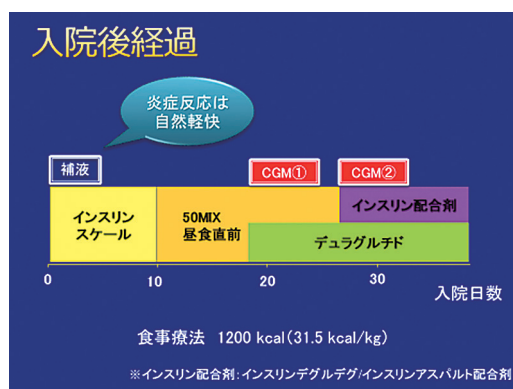 入院後経過
炎症反応は
自然軽快
補液
CGM①
CGM②
インスリン
スケール
50MIX
昼食直前
インスリン配合剤
デュラグルチド
0
10
20
30
入院日数
食事療法 1200 kcal(31.5 kcal/kg)
※インスリン配合剤:インスリンデグルデグ/インスリンアスパルト配合剤